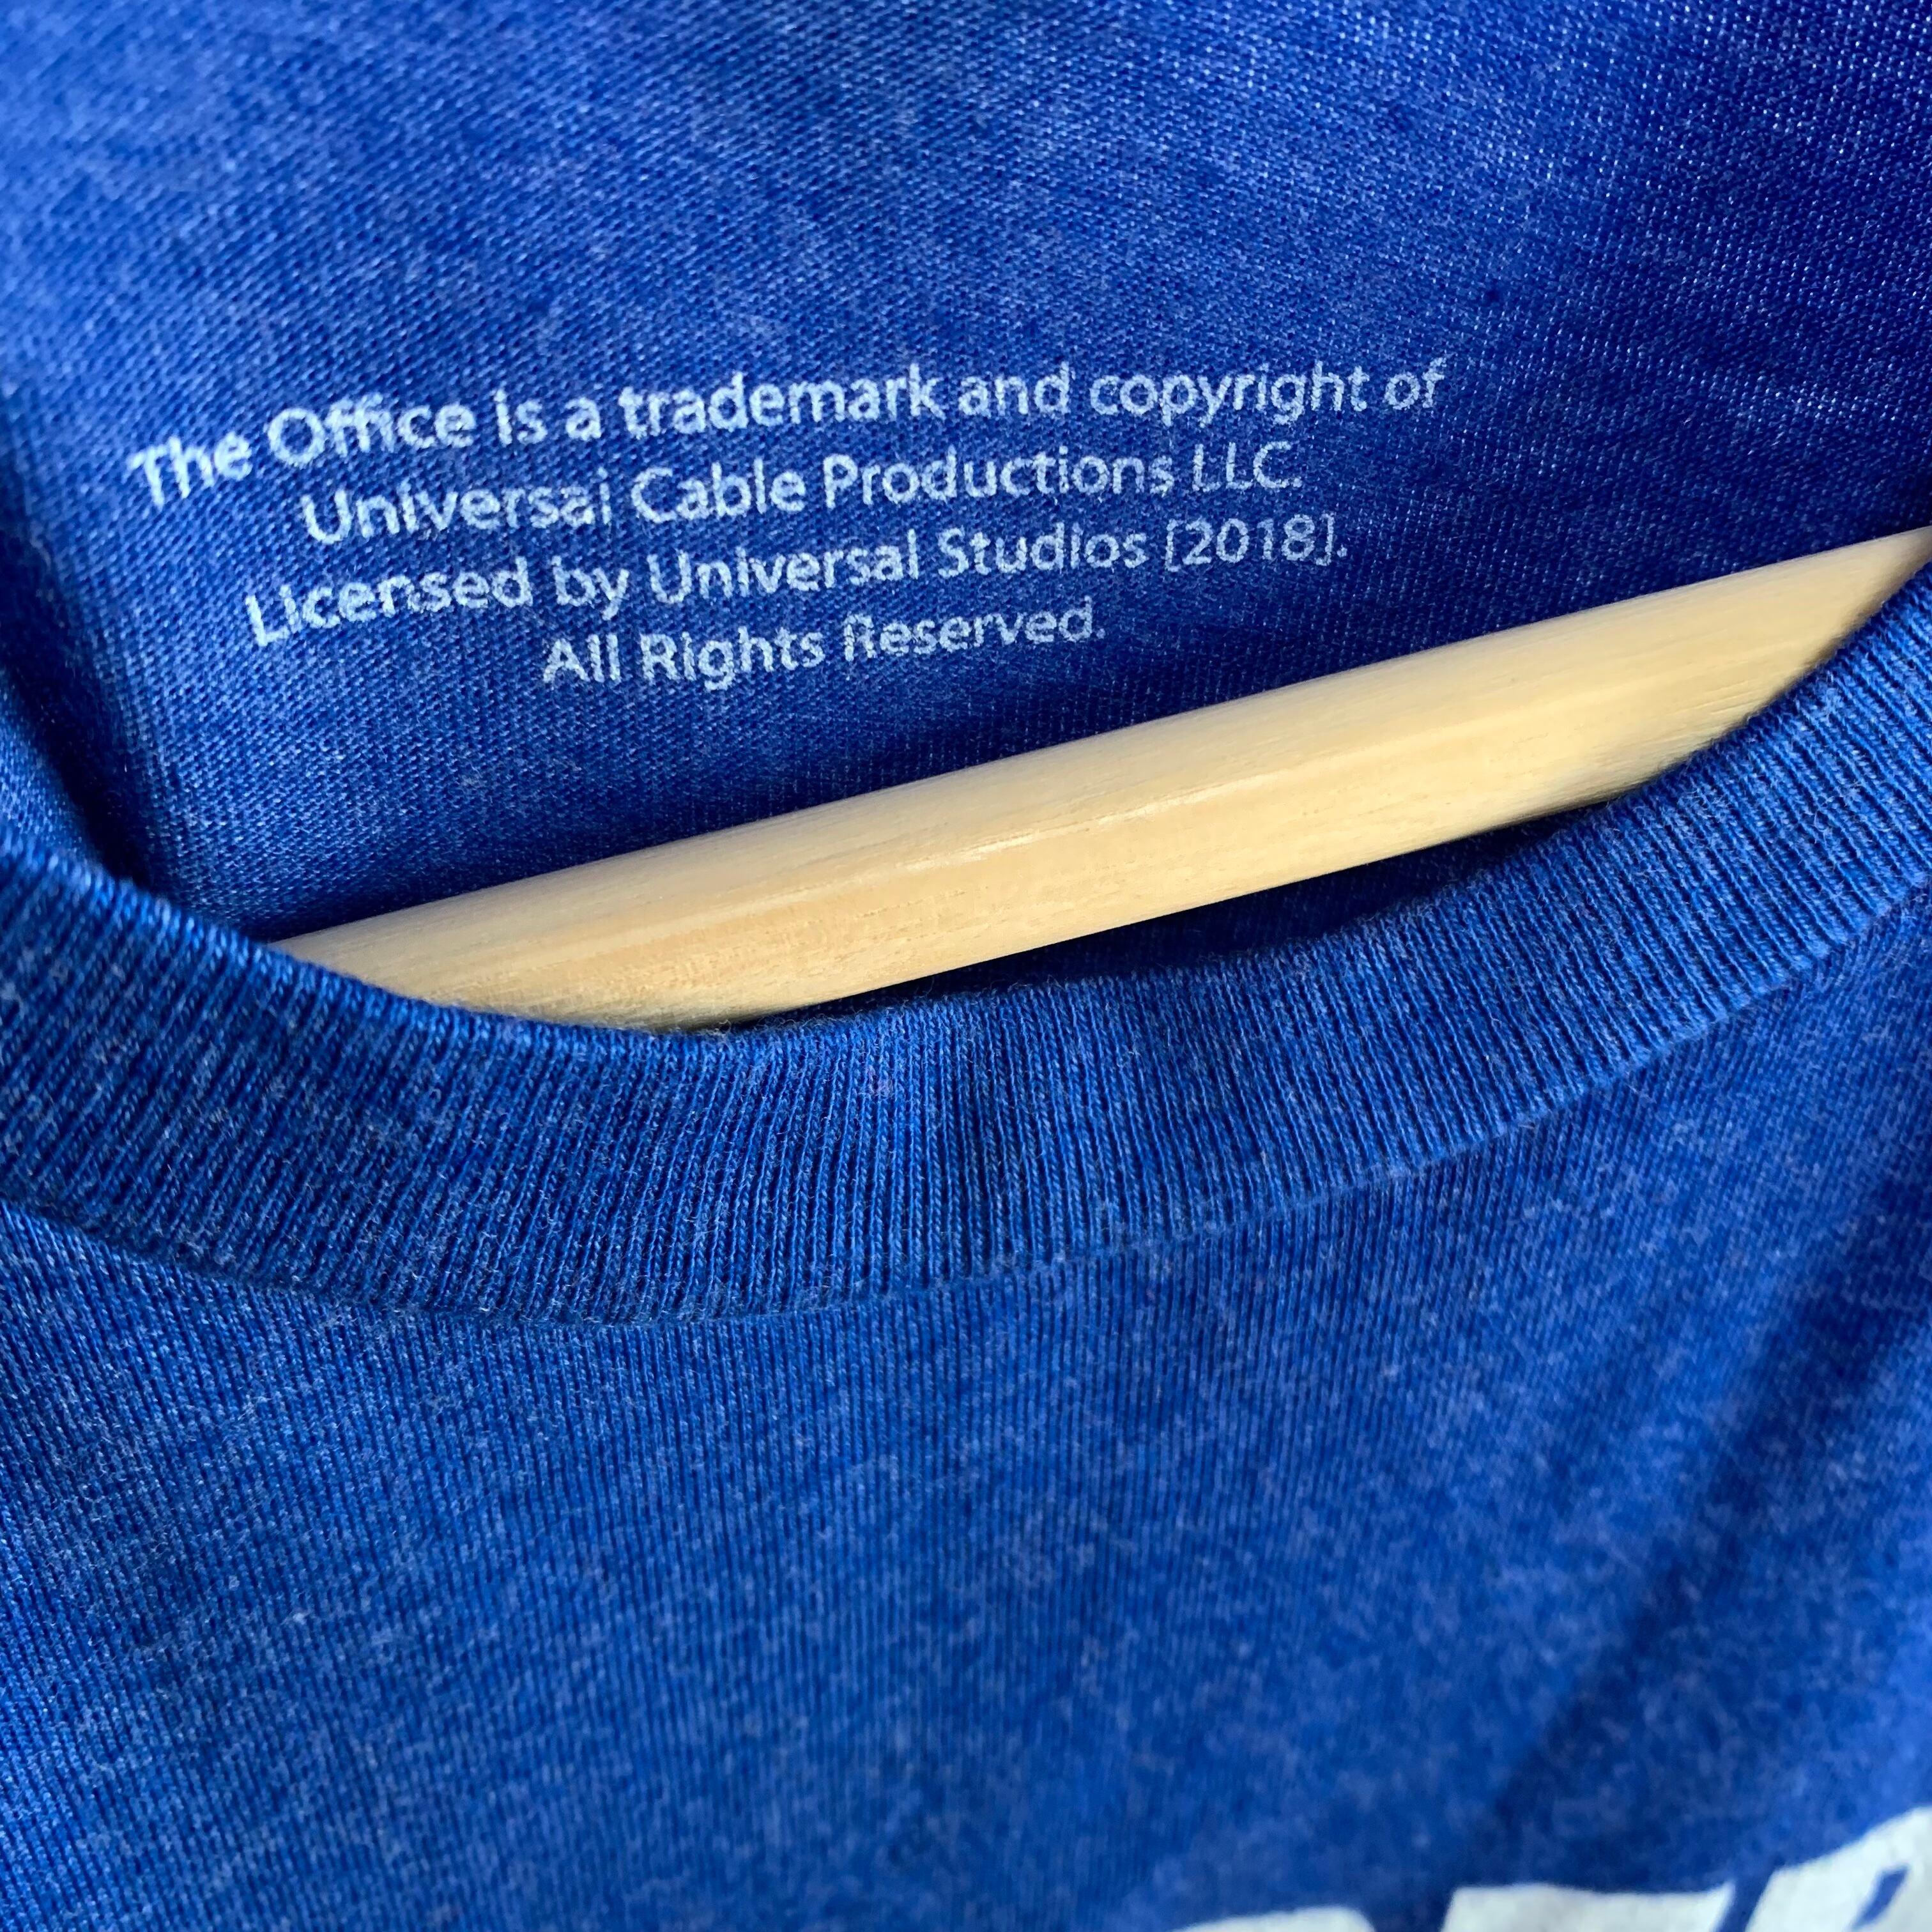 The Office is a trademark and copyright of
Universal Cable Productions LLC.
Licensed by Universal Studios [2018].
All Rights Reserved.